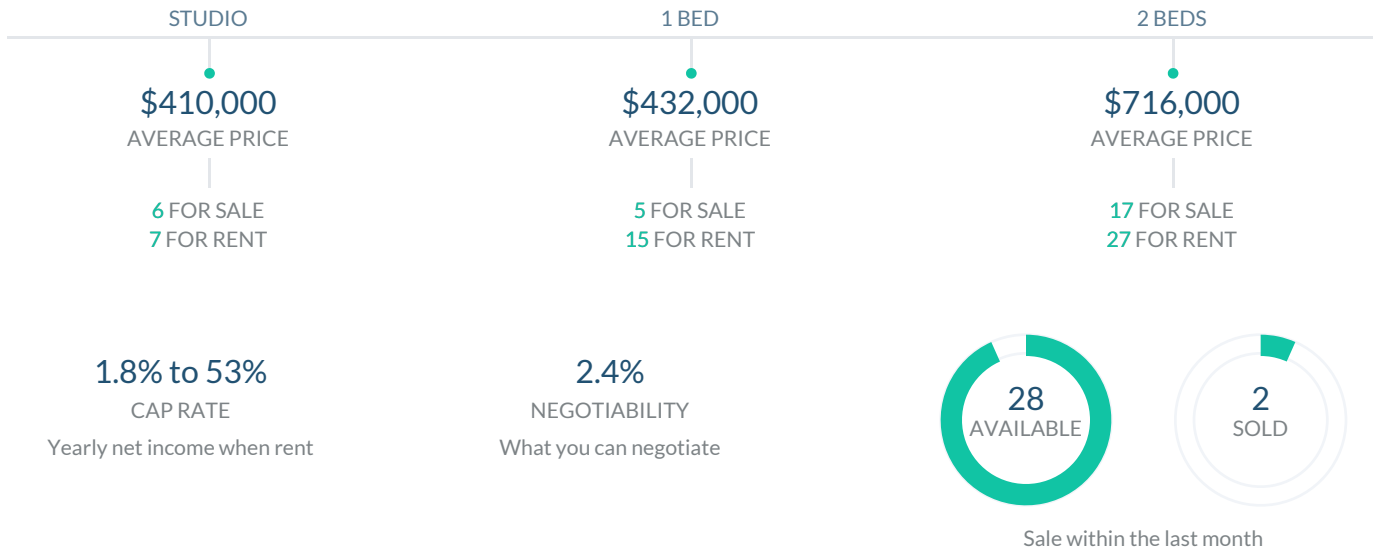 STUDIO
1 BED
2 BEDS
$410,000
AVERAGE PRICE
$432,000
AVERAGE PRICE
$716,000
AVERAGE PRICE
6 FOR SALE
7 FOR RENT
5 FOR SALE
15 FOR RENT
17 FOR SALE
27 FOR RENT
1.8% to 53%
CAP RATE
Yearly net income when rent
2.4%
NEGOTIABILITY
What you can negotiate
28
AVAILABLE
2
SOLD
Sale within the last month